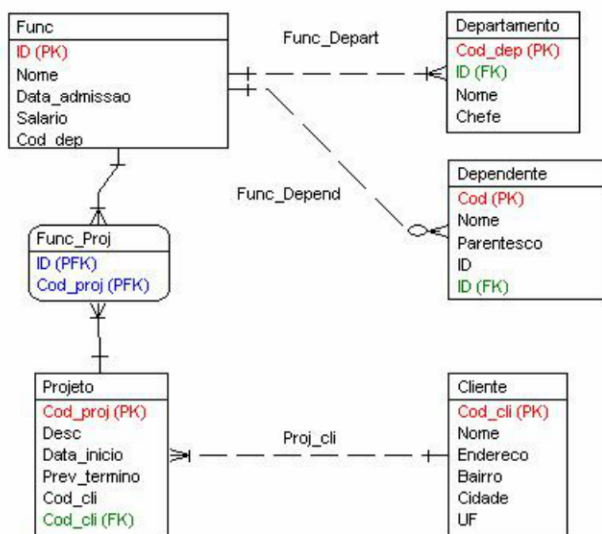 Func
ID (PK)
Nome
Data_admissao
Salario
Cod_dep
Func_Depart
Departamento
Cod_dep (PK)
ID (FK)
Nome
Chefe
Func_Depend
Dependente
Cod (PK)
Nome
Parentesco
ID
ID (FK)
Func_Proj
ID (PFK)
Cod_proj (PFK)
Projeto
Cod_proj (PK)
Desc
Data_inicio
Prev_termino
Cod_cli
Cod_cli (FK)
Proj_cli
Cliente
Cod_cli (PK)
Nome
Endereco
Bairro
Cidade
UF